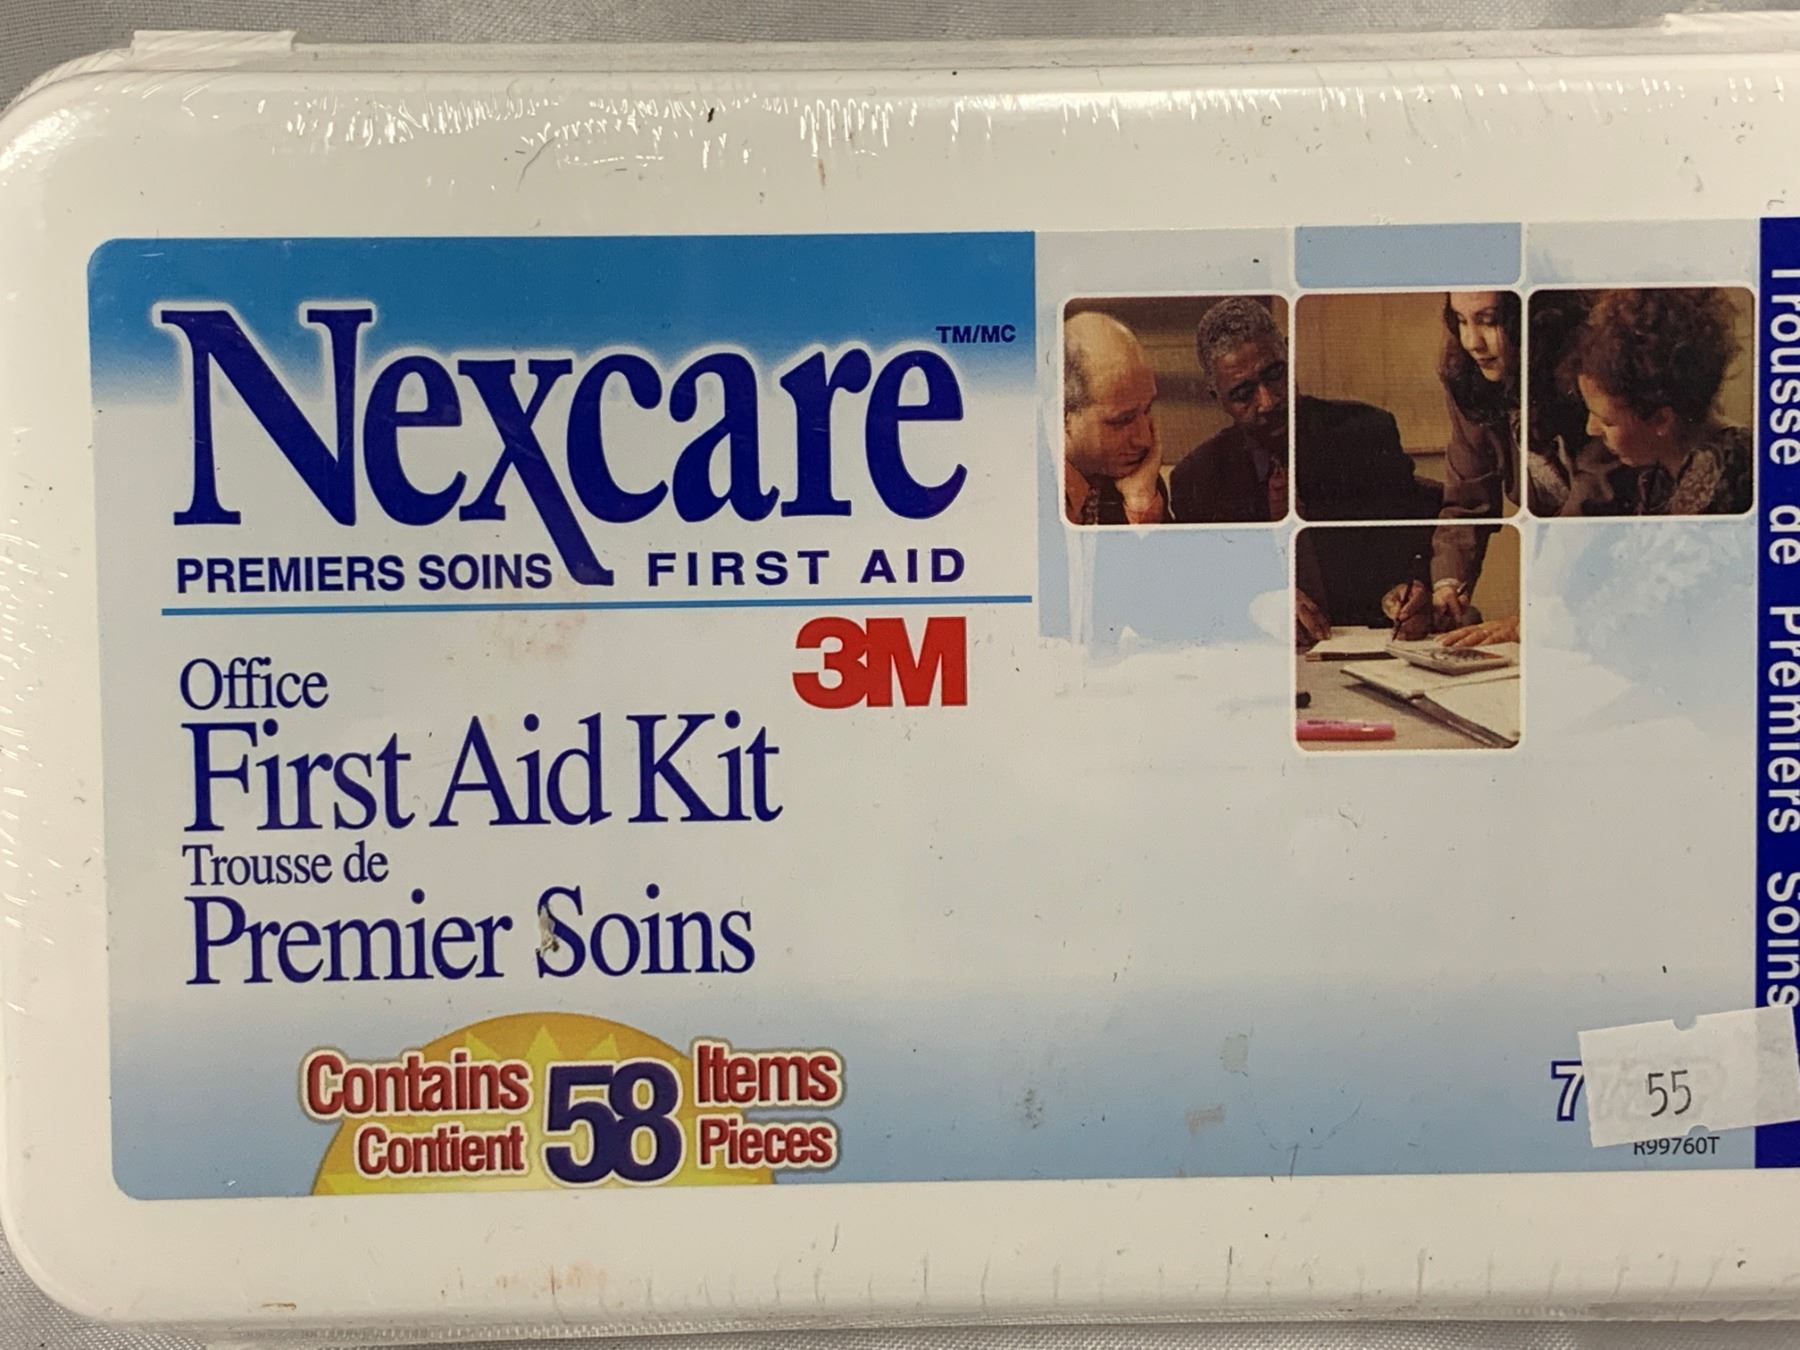 Nexcare TM/MC
PREMIERS SOINS FIRST AID
3M
Office
First Aid Kit
Trousse de
Premier Soins
Contains 58 Items
Contient Pieces
7
55
R99760T
Trousse de Premiers Soins